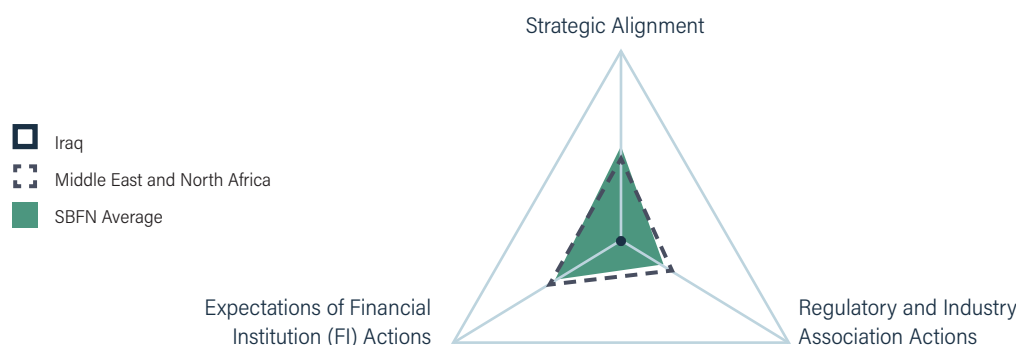 Strategic Alignment
Iraq
Middle East and North Africa
SBFN Average
Expectations of Financial
Institution (FI) Actions
Regulatory and Industry
Association Actions